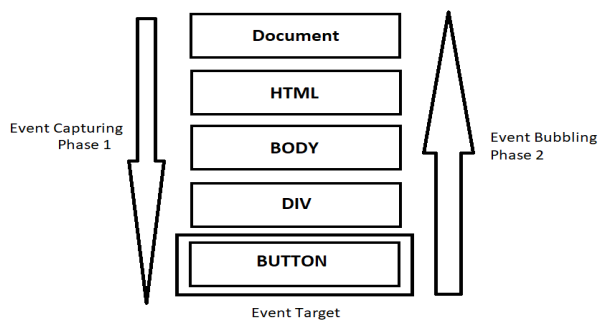 Document
HTML
Event Capturing
Phase 1
BODY
Event Bubbling
Phase 2
DIV
BUTTON
Event Target